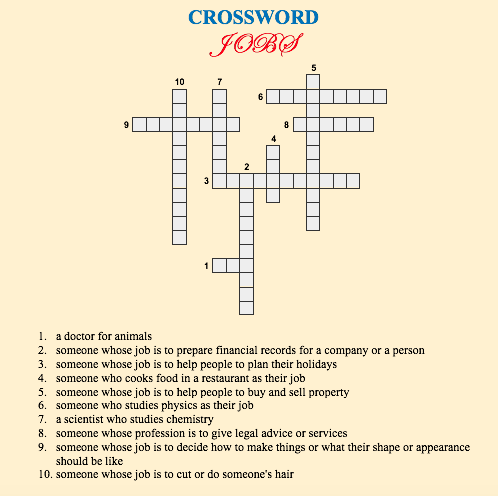 CROSSWORD
JOBS
5
10 7
6
9 8
4
2
3
1
1. a doctor for animals
2. someone whose job is to prepare financial records for a company or a person
3. someone whose job is to help people to plan their holidays
4. someone who cooks food in a restaurant as their job
5. someone whose job is to help people to buy and sell property
6. someone who studies physics as their job
7. a scientist who studies chemistry
8. someone whose profession is to give legal advice or services
9. someone whose job is to decide how to make things or what their shape or appearance
should be like
10. someone whose job is to cut or do someone's hair